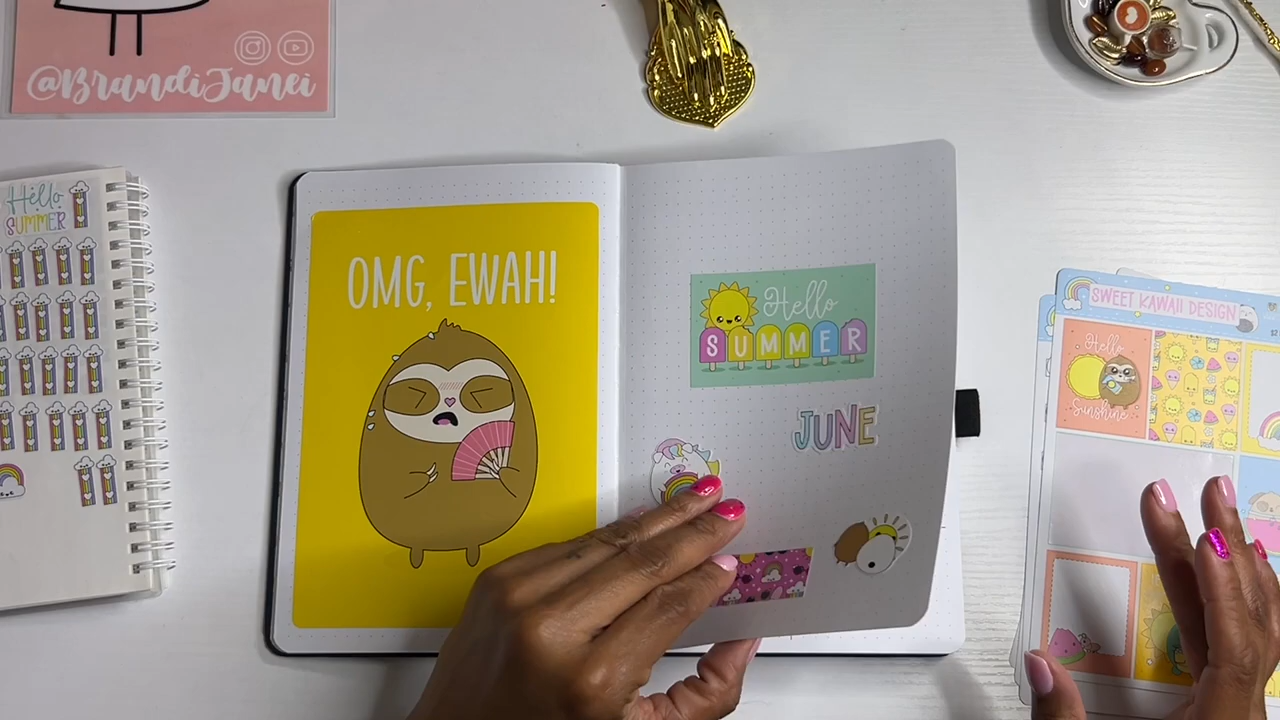 @BrandiJanei
Hello
SUMMER
OMG, EWAH!
Hello
SUMMER
JUNE
SWEET KAWAII DESIGN
Hello
Sunshine